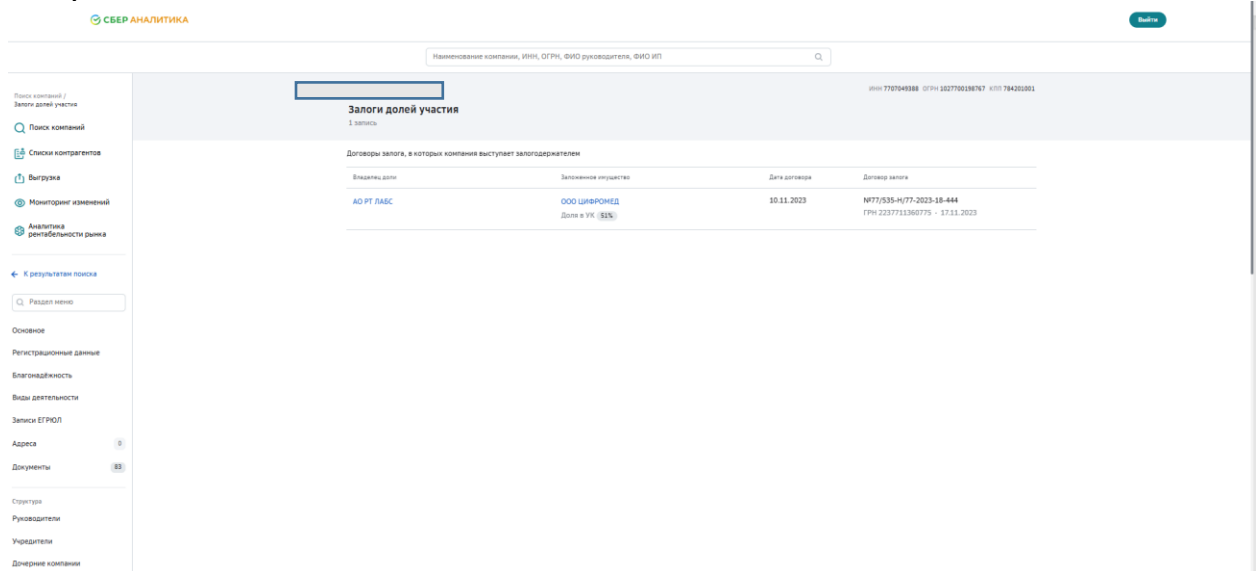 СБЕР АНАЛИТИКА
Выйти
Наименование компании, ИНН, ОГРН, ФИО руководителя, ФИО ИП
Поиск компаний /
Залоги долей участия
Поиск компаний
Списки контрагентов
Выгрузка
Мониторинг изменений
Аналитика
рентабельности рынка
К результатам поиска
Раздел меню
Основное
Регистрационные данные
Благонадёжность
Виды деятельности
Записи ЕГРЮЛ
Адреса 0
Документы 83
Структура
Руководители
Учредители
Дочерние компании
ИНН 7707049388 ОГРН 1027700198767 КПП 784201001
Залоги долей участия
1 запись
Договоры залога, в которых компания выступает залогодержателем
Владелец доли Заложенное имущество Дата договора Договор залога
АО РТ ЛАБС ООО ЦИФРОМЕД 10.11.2023 №77/535-Н/77-2023-18-444
Доля в УК 51% ГРН 2237711360775 - 17.11.2023